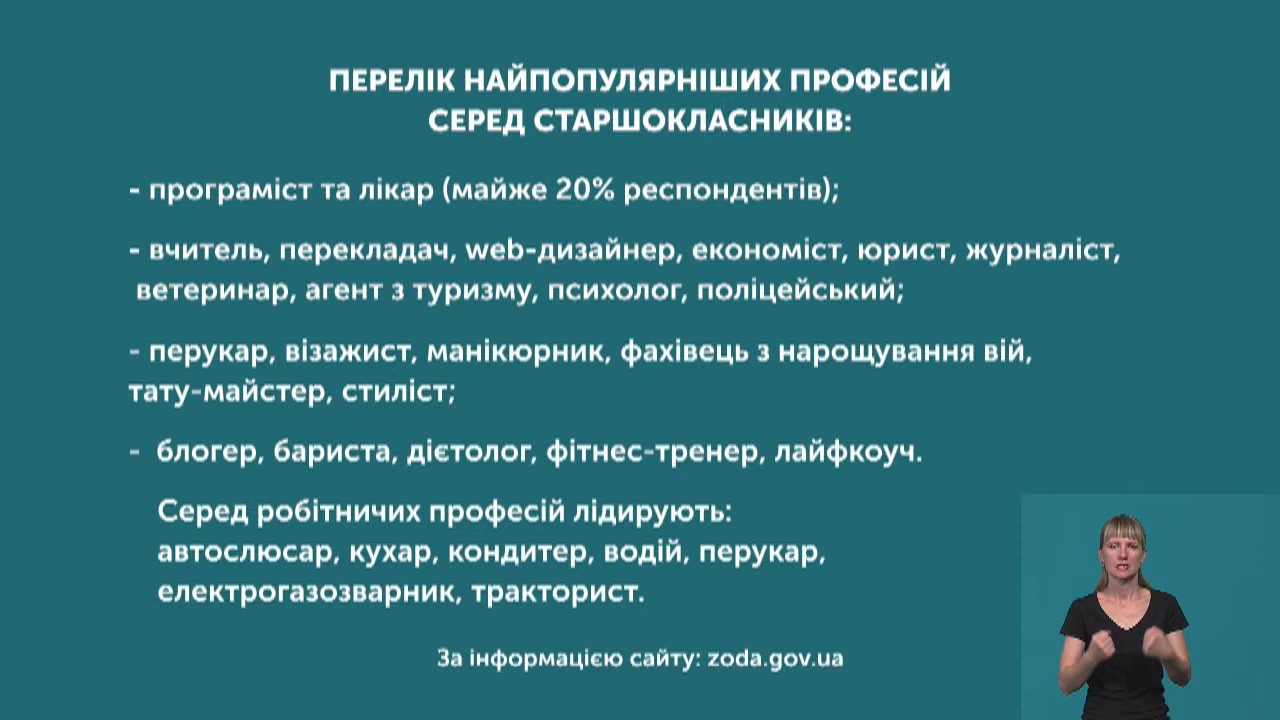 ПЕРЕЛІК НАЙПОПУЛЯРНІШИХ ПРОФЕСІЙ
СЕРЕД СТАРШОКЛАСНИКІВ:
- програміст та лікар (майже 20% респондентів);
- вчитель, перекладач, web-дизайнер, економіст, юрист, журналіст,
ветеринар, агент з туризму, психолог, поліцейський;
- перукар, візажист, манікюрник, фахівець з нарощування вій,
тату-майстер, стиліст;
- блогер, бариста, дієтолог, фітнес-тренер, лайфкоуч.
Серед робітничих професій лідирують:
автослюсар, кухар, кондитер, водій, перукар,
електрогазозварник, тракторист.
За інформацією сайту: zoda.gov.ua